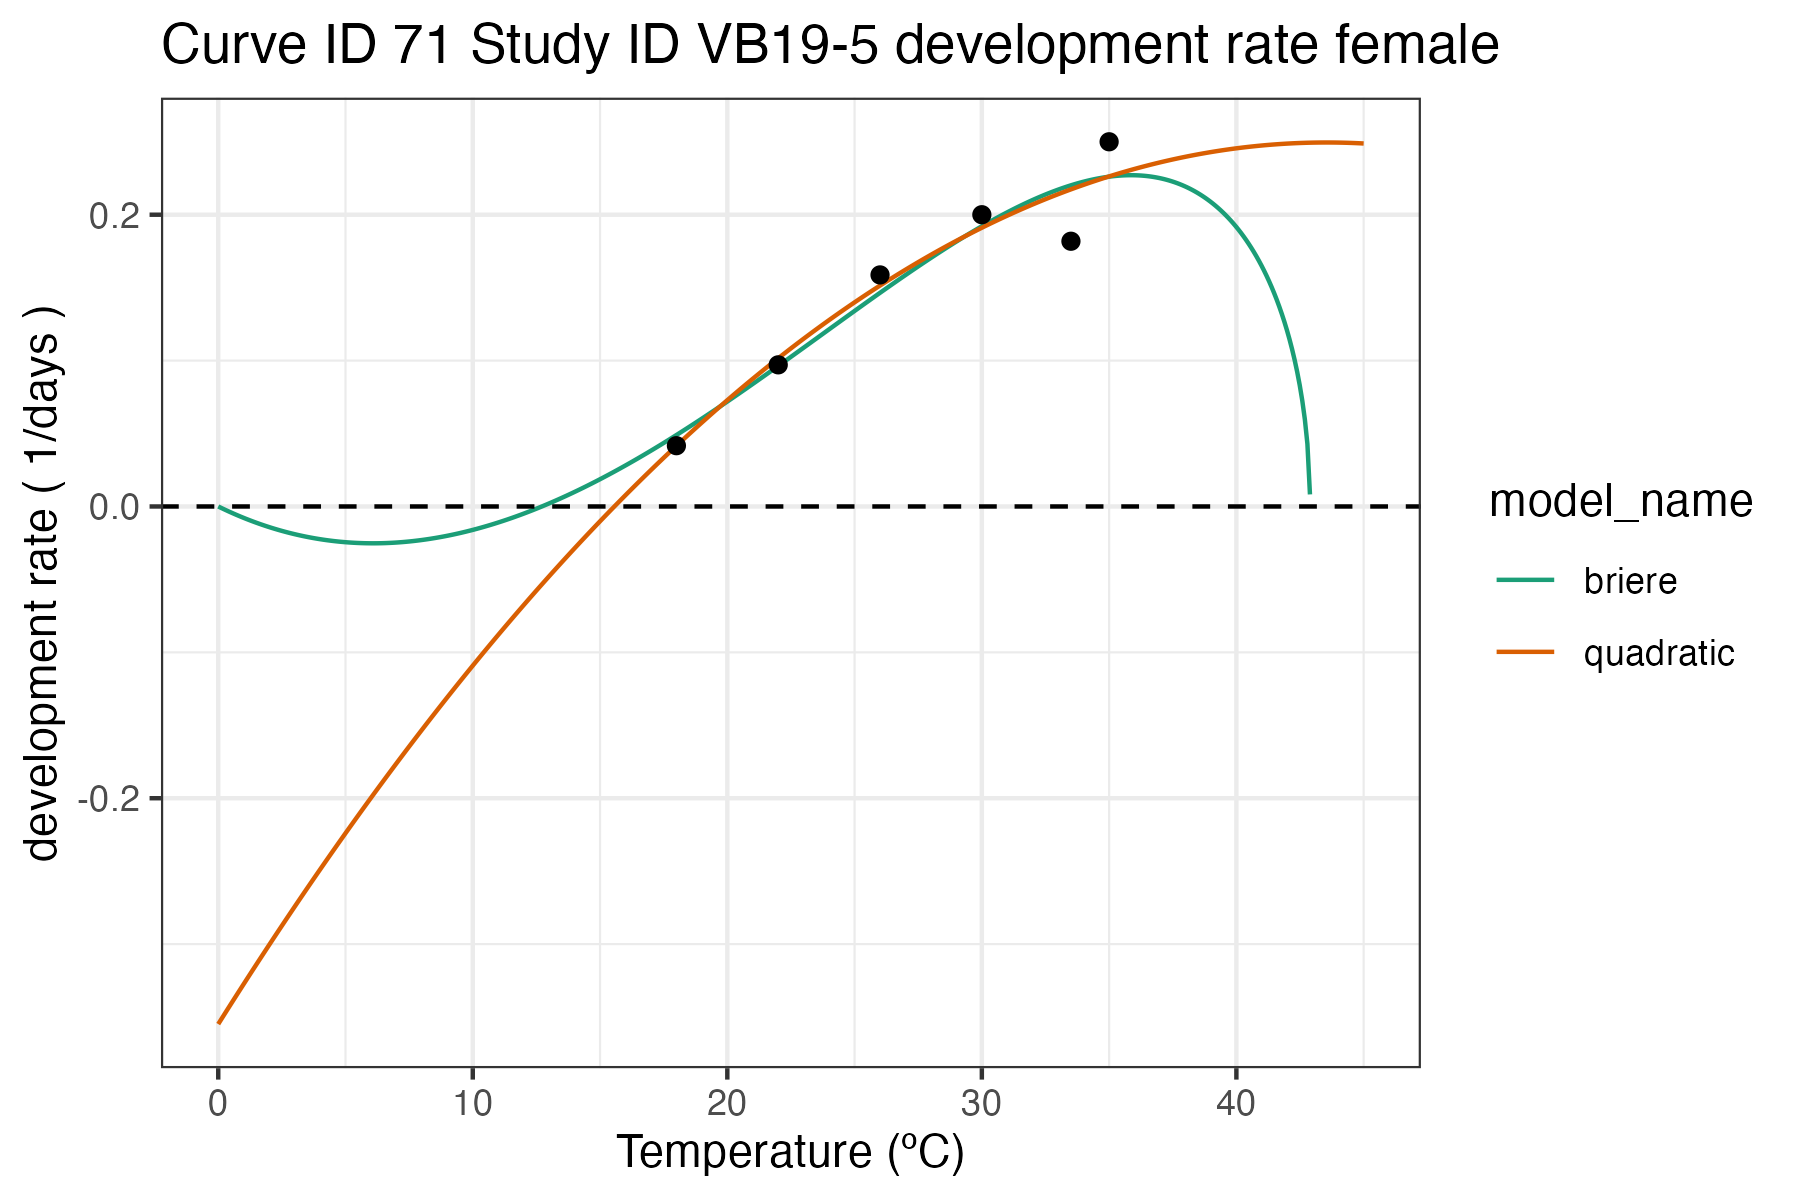 Curve ID 71 Study ID VB19-5 development rate female
development rate ( 1/days )
0.2
0.0
-0.2
0
10
20
30
40
Temperature (ºC)
model_name
briere
quadratic